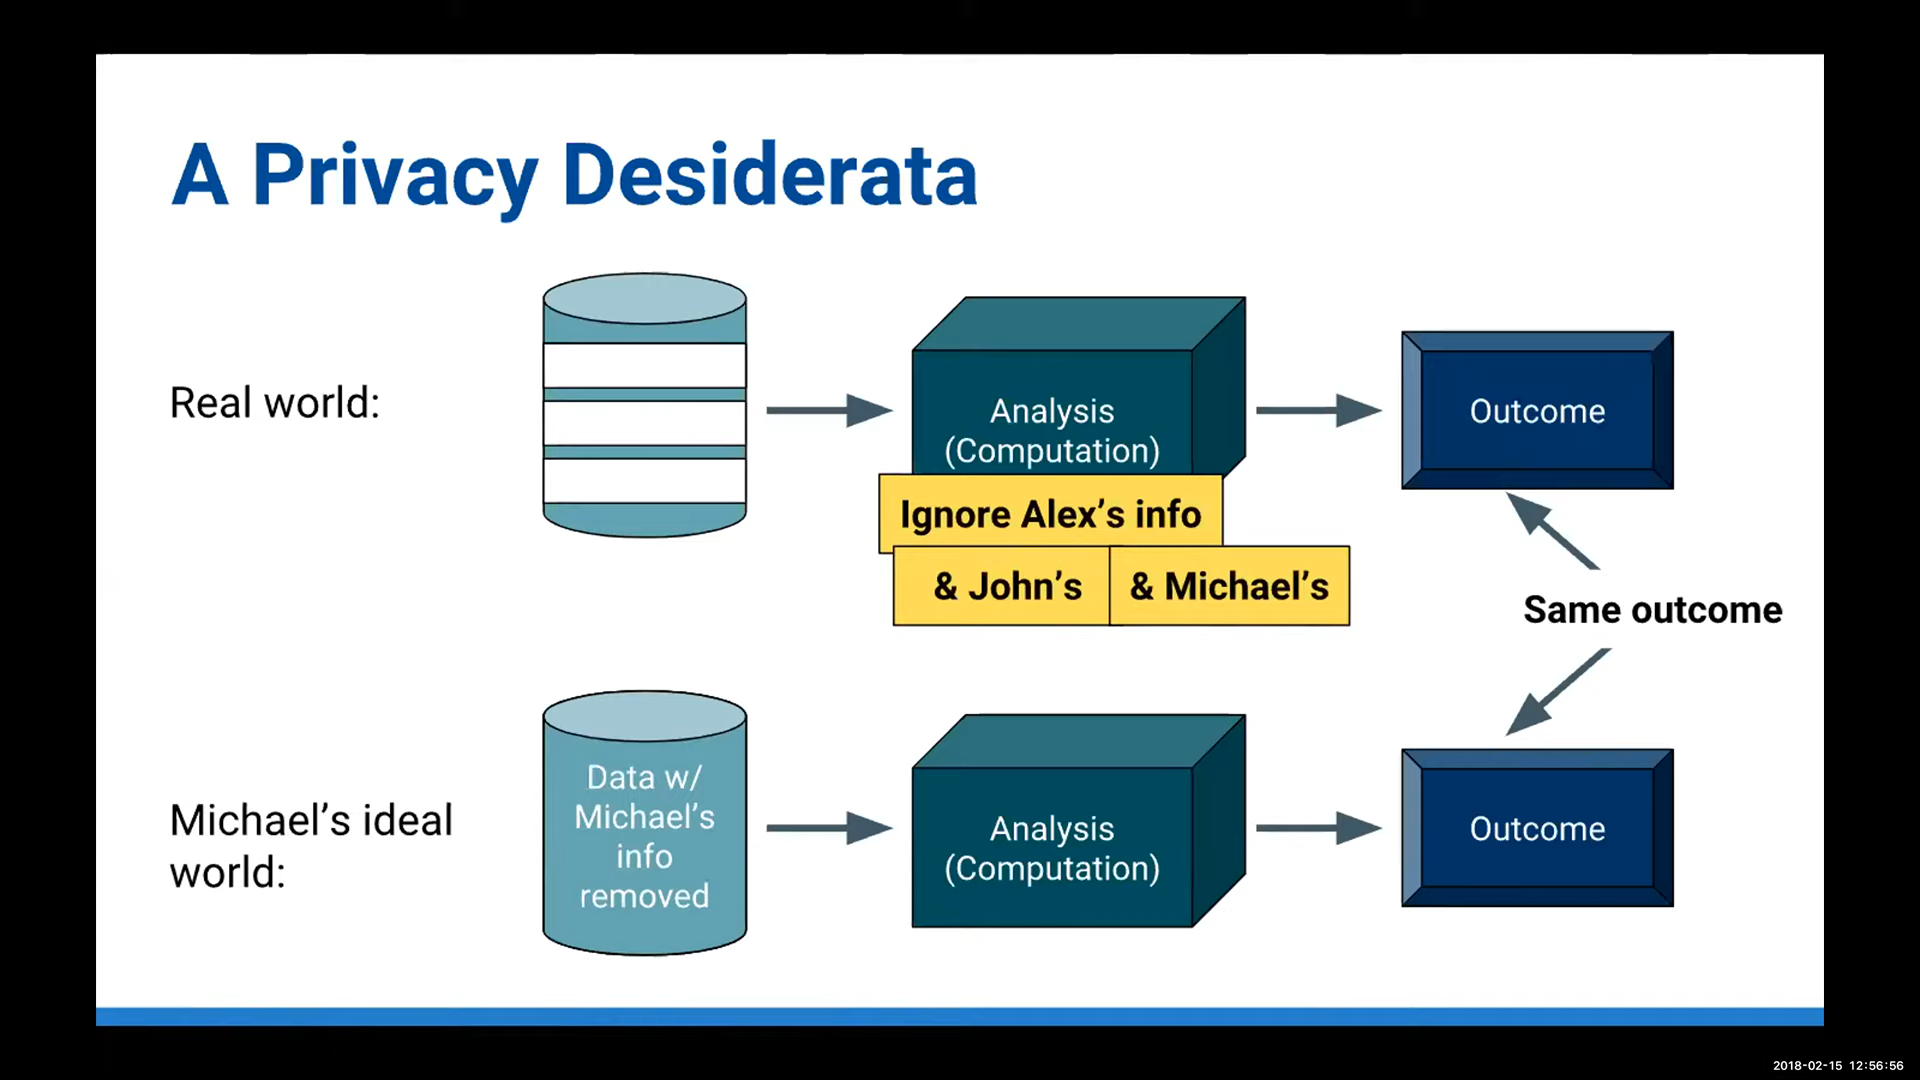 A Privacy Desiderata
Real world:
Analysis
(Computation)
Outcome
Ignore Alex’s info
& John’s
& Michael’s
Same outcome
Michael’s ideal
world:
Data w/
Michael’s
info
removed
Analysis
(Computation)
Outcome
2018-02-15 12:56:56